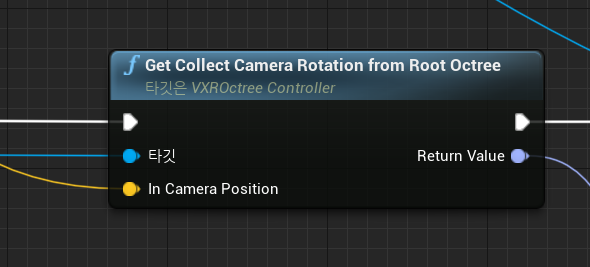 f Get Collect Camera Rotation from Root Octree
타깃은 VXROctree Controller
타깃
Return Value
In Camera Position